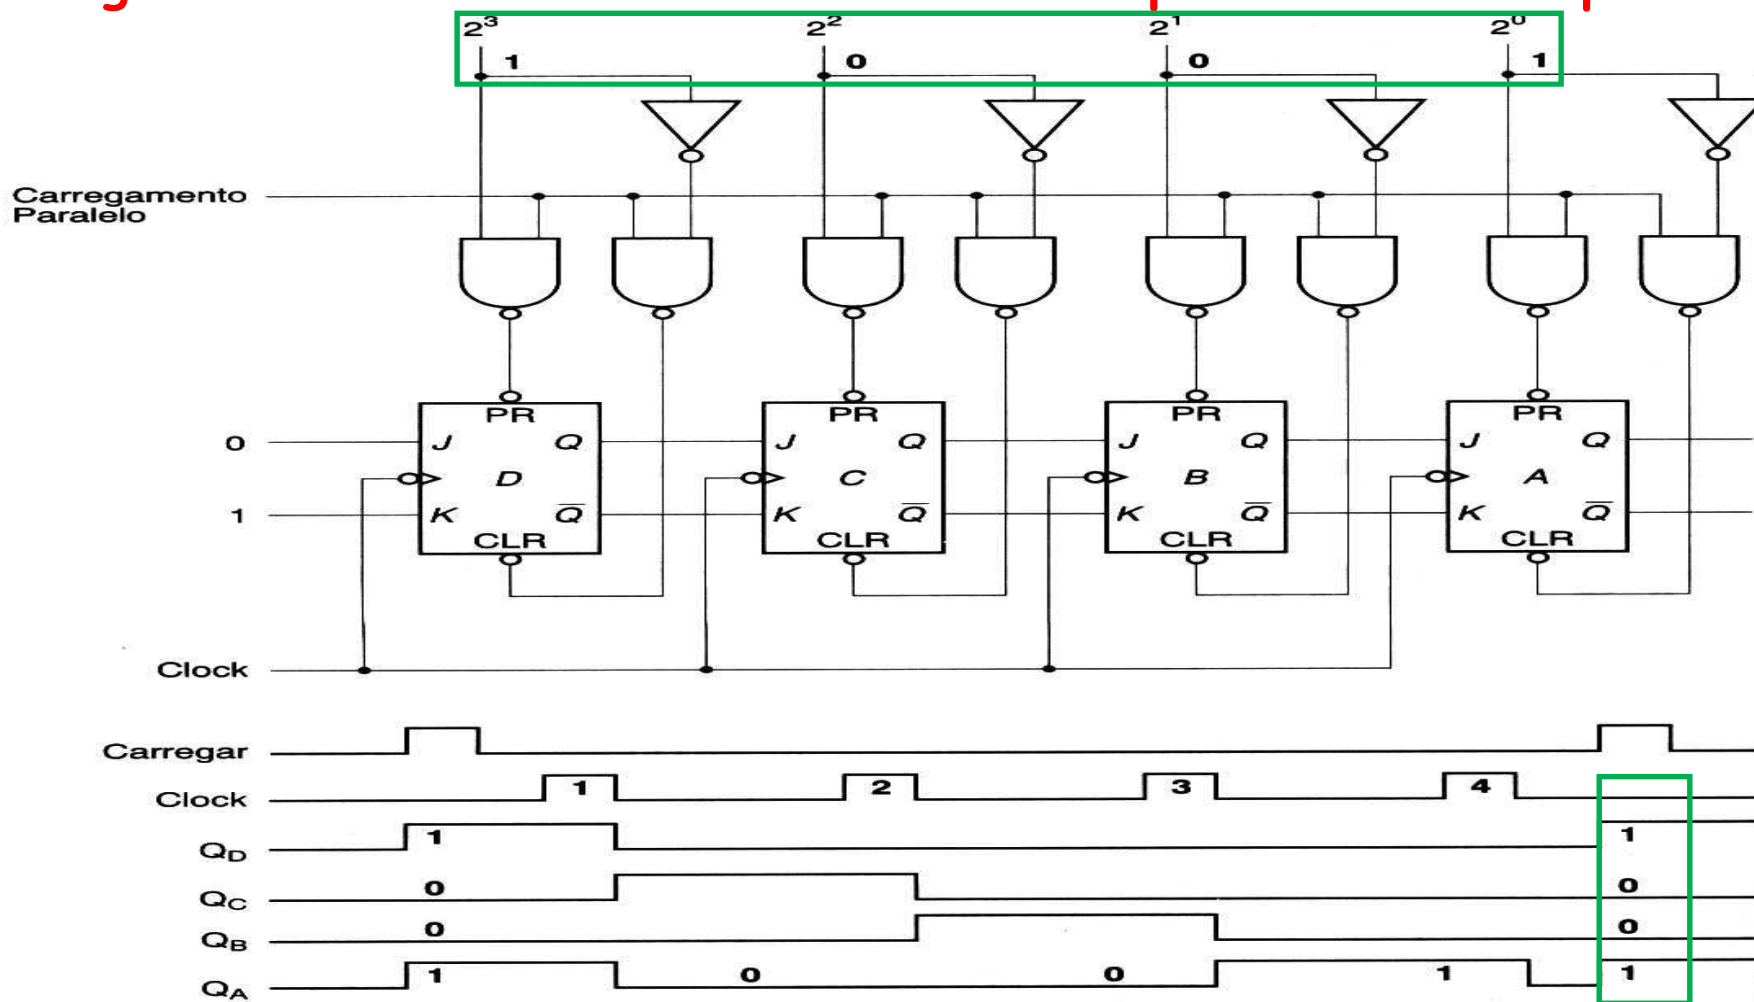 2³ 2² 2¹ 2⁰
1 0 0 1
Carregamento
Paralelo
PR PR PR PR
0 J Q J Q J Q J Q
D C B A
1 K Q̅ K Q̅ K Q̅ K Q̅
CLR CLR CLR CLR
Clock
Carregar
Clock 1 2 3 4
Q_D 1 1
Q_C 0 0
Q_B 0 0
Q_A 1 0 0 1 1